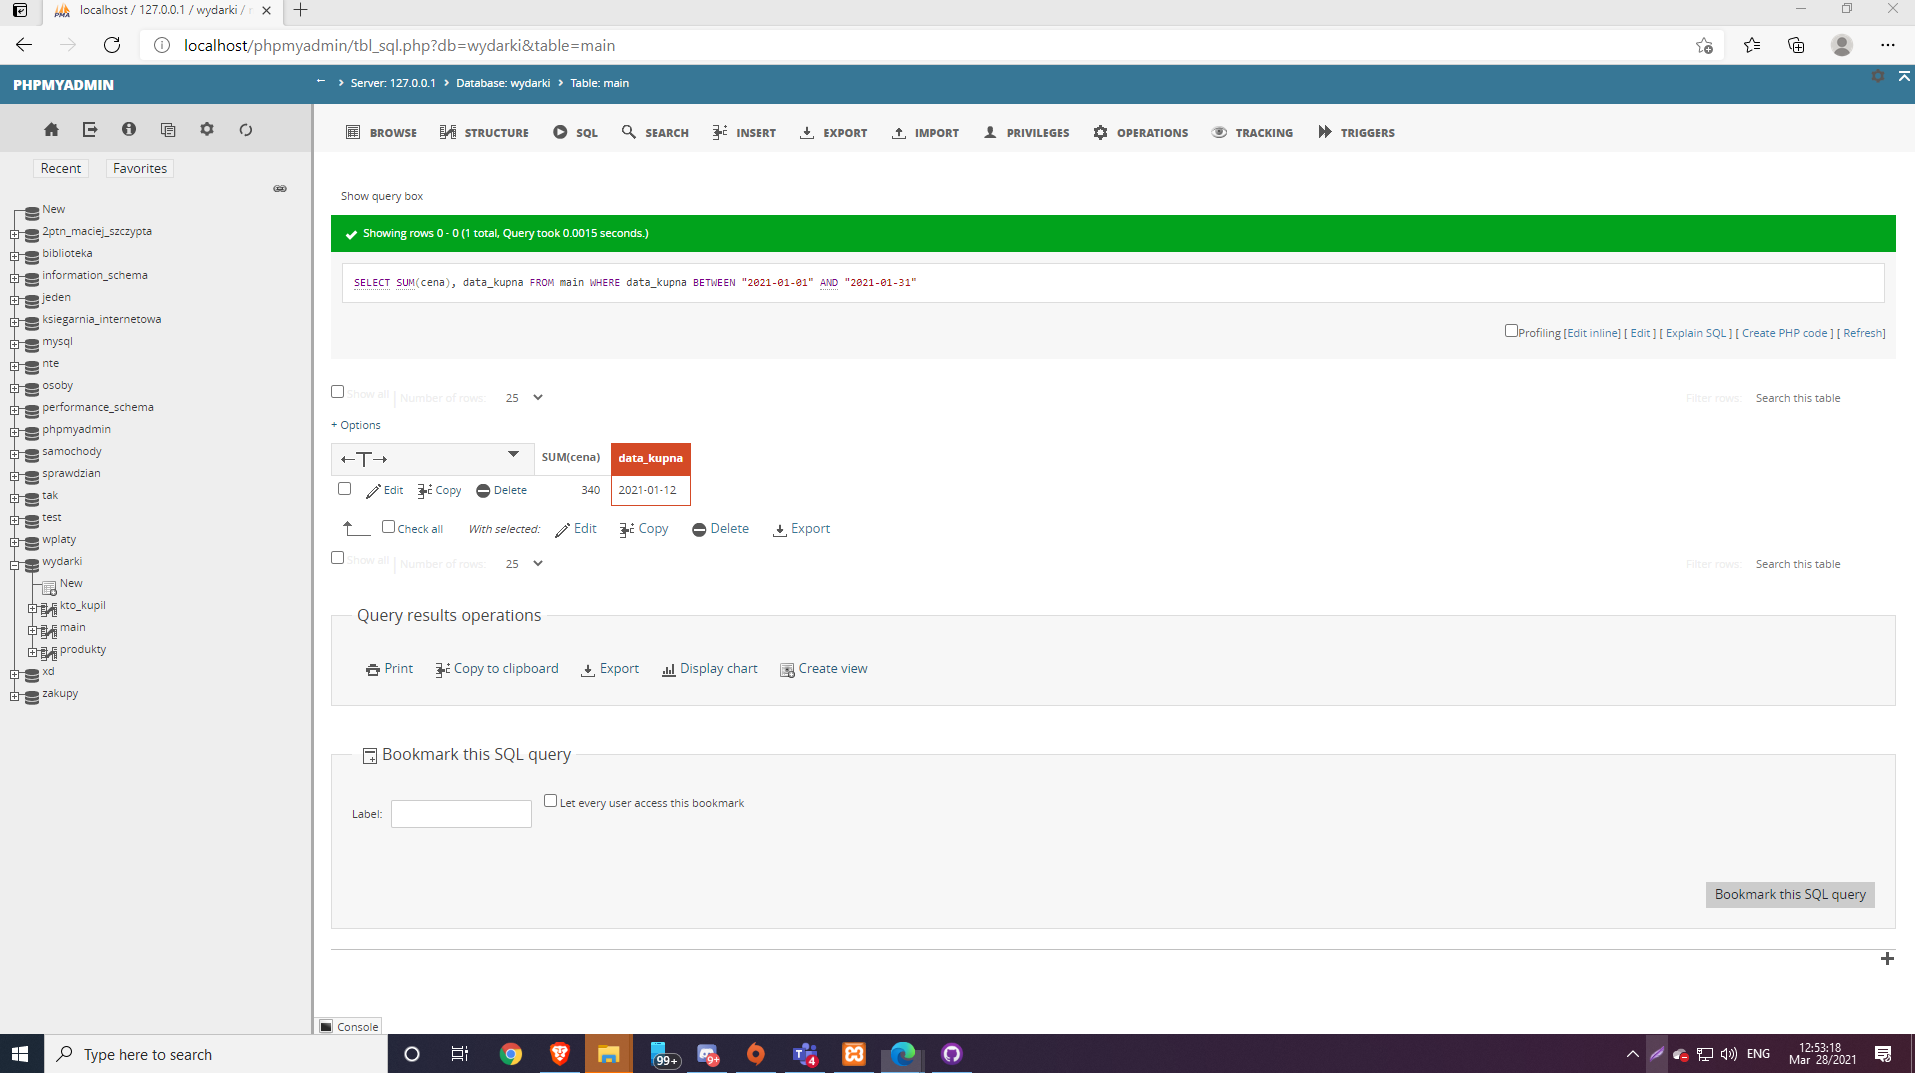 localhost / 127.0.0.1 / wydarki /
localhost/phpmyadmin/tbl_sql.php?db=wydarki&table=main
PHPMYADMIN
Server: 127.0.0.1 Database: wydarki Table: main
BROWSE STRUCTURE SQL SEARCH INSERT EXPORT IMPORT PRIVILEGES OPERATIONS TRACKING TRIGGERS
Recent Favorites
New
2ptn_maciej_szczypta
biblioteka
information_schema
jeden
ksiegarnia_internetowa
mysql
nte
osoby
performance_schema
phpmyadmin
samochody
sprawdzian
tak
test
wplaty
wydarki
New
kto_kupil
main
produkty
xd
zakupy
Show query box
Showing rows 0 - 0 (1 total, Query took 0.0015 seconds.)
SELECT SUM(cena), data_kupna FROM main WHERE data_kupna BETWEEN "2021-01-01" AND "2021-01-31"
Profiling [Edit inline] [ Edit ] [ Explain SQL ] [ Create PHP code ] [ Refresh]
Show all Number of rows: 25 Filter rows: Search this table
+ Options
←T→ SUM(cena) data_kupna
Edit Copy Delete 340 2021-01-12
Check all With selected: Edit Copy Delete Export
Show all Number of rows: 25 Filter rows: Search this table
Query results operations
Print Copy to clipboard Export Display chart Create view
Bookmark this SQL query
Label: Let every user access this bookmark
Bookmark this SQL query
Console
Type here to search
99+
9+
4
ENG
12:53:18
Mar 28/2021